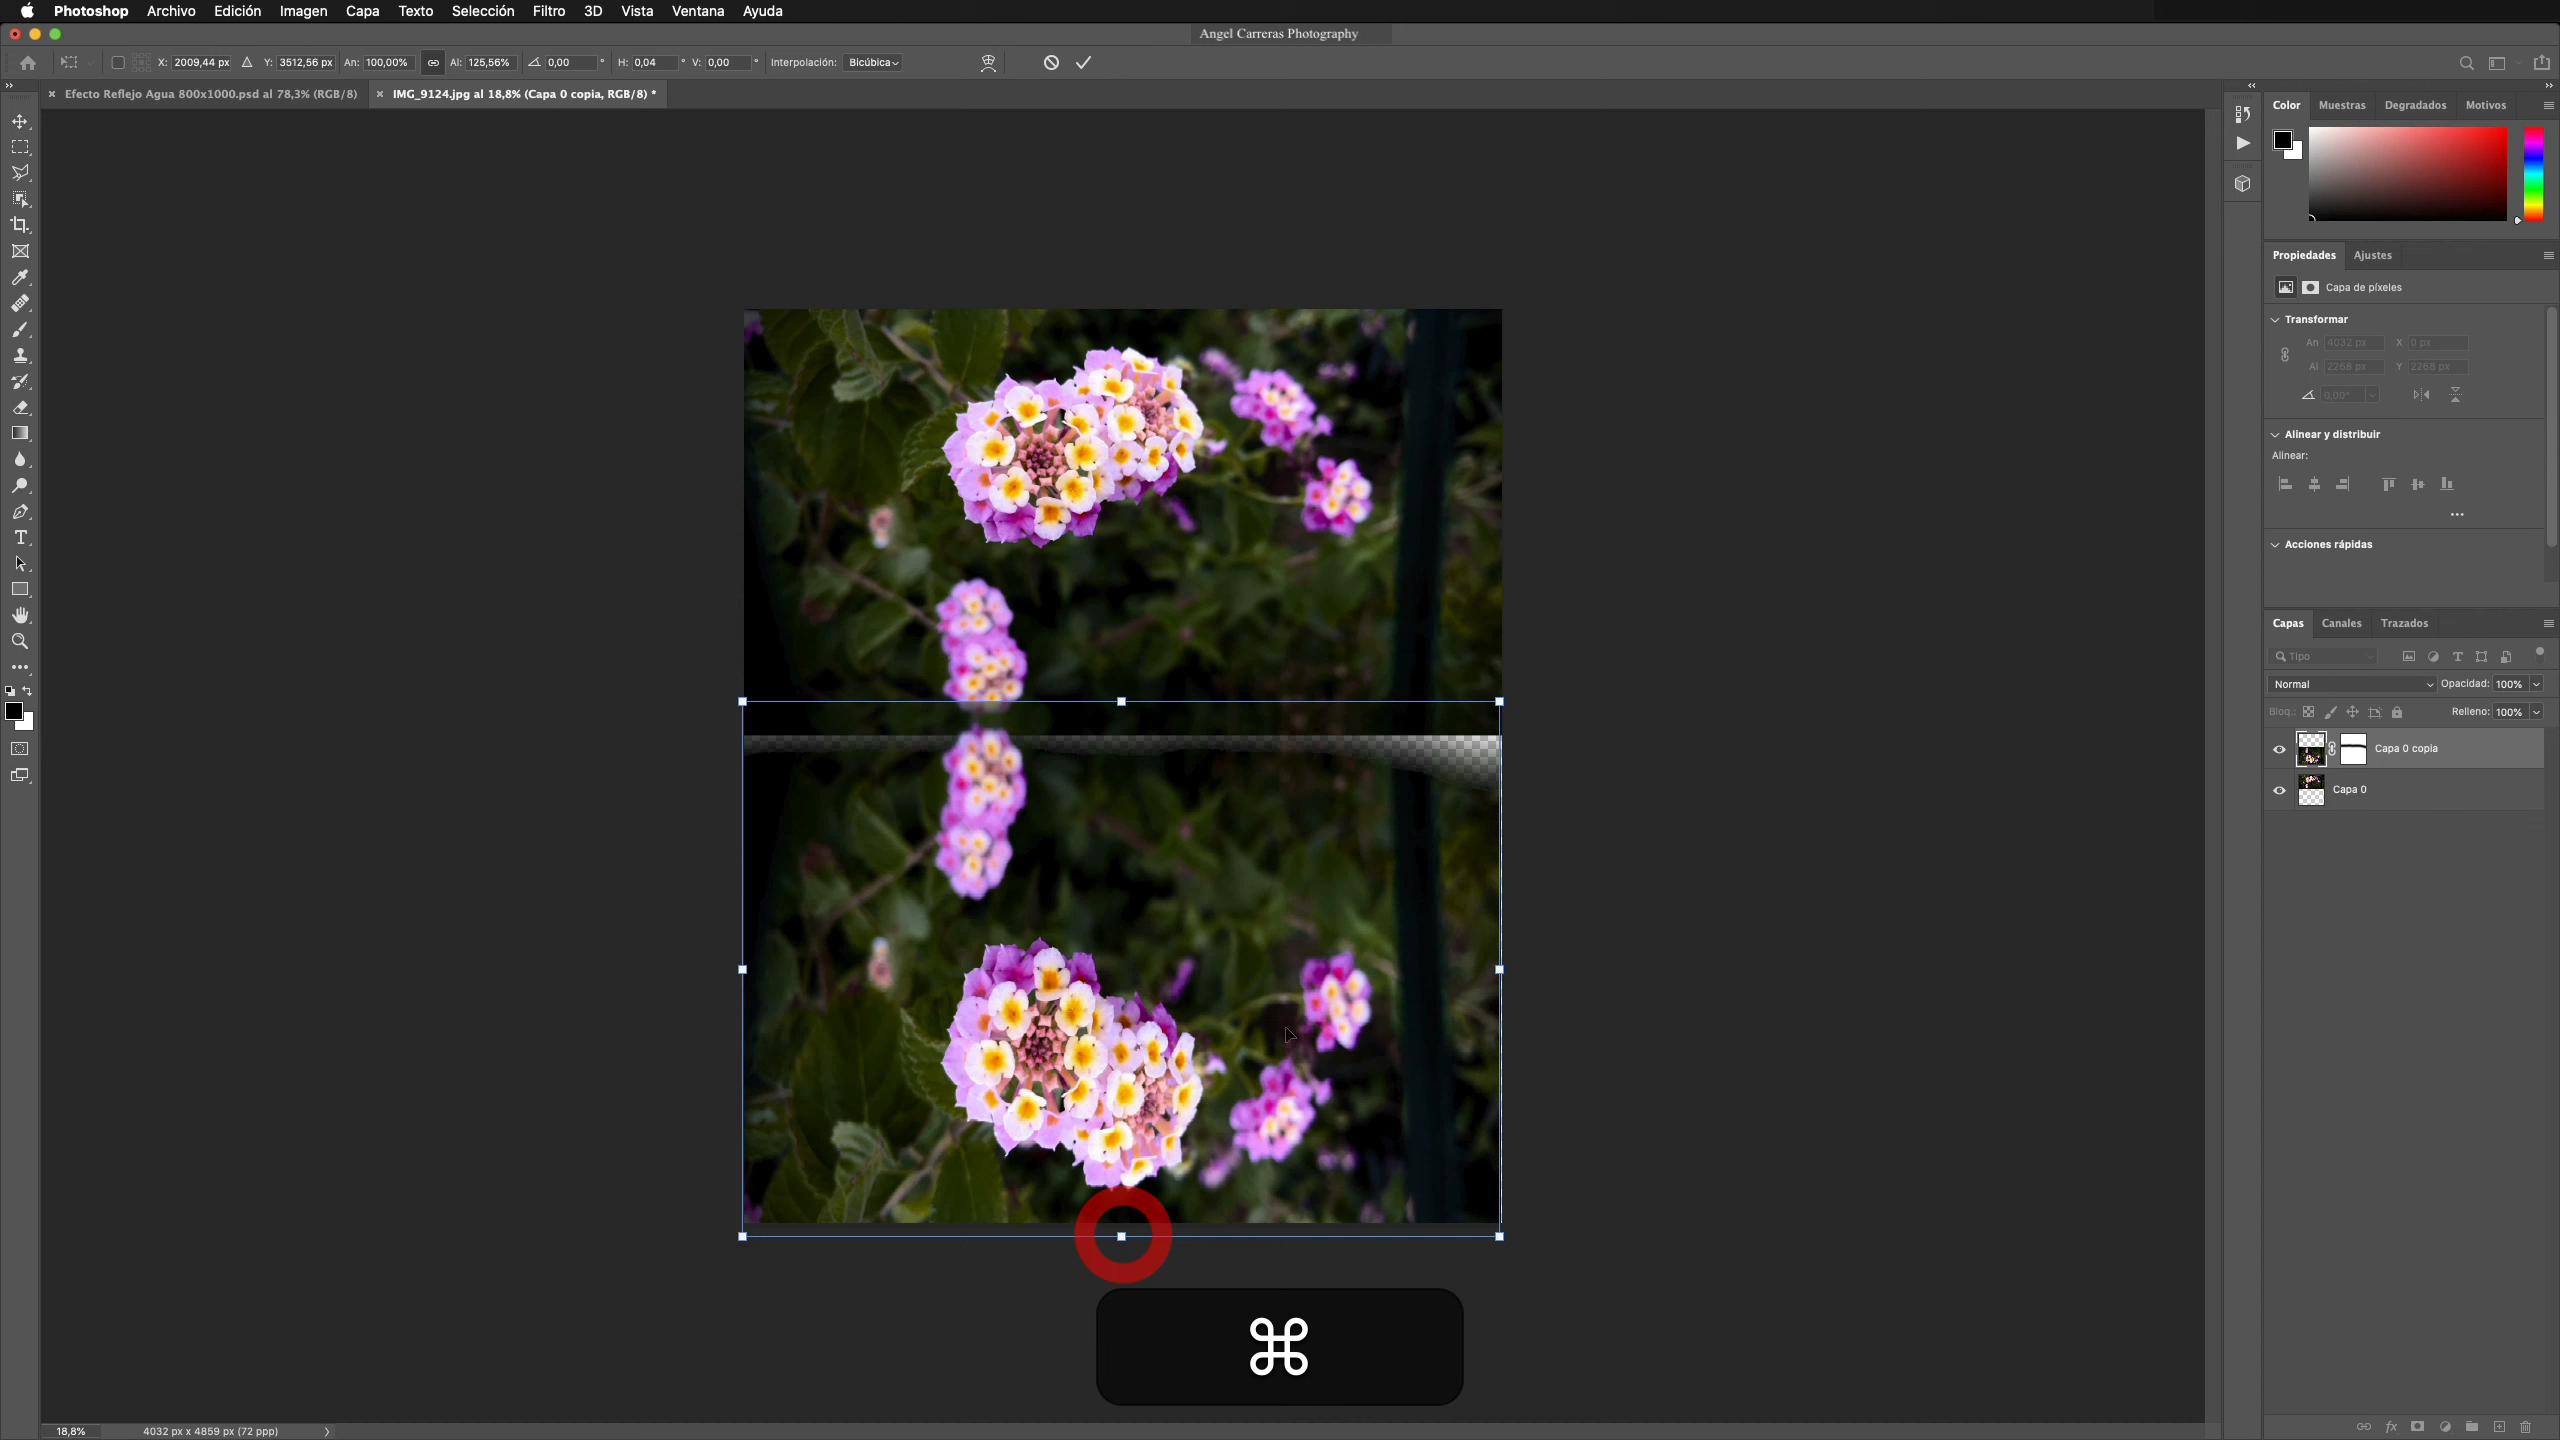 Photoshop Archivo Edición Imagen Capa Texto Selección Filtro 3D Vista Ventana Ayuda
Angel Carreras Photography
X: 2009,44 px Y: 3512,56 px An: 100,00% Al: 125,56% 0,00 ° H: 0,04 ° V: 0,00 ° Interpolación: Bicúbica
Efecto Reflejo Agua 800x1000.psd al 78,3% (RGB/8)
IMG_9124.jpg al 18,8% (Capa 0 copia, RGB/8) *
Color Muestras Degradados Motivos
Propiedades Ajustes
Capa de píxeles
Transformar
An 4032 px X 0 px
Al 2268 px Y 2268 px
0,00°
Alinear y distribuir
Alinear:
Acciones rápidas
Capas Canales Trazados
Tipo
Normal Opacidad: 100%
Bloq.: Relleno: 100%
Capa 0 copia
Capa 0
⌘
18,8% 4032 px x 4859 px (72 ppp)